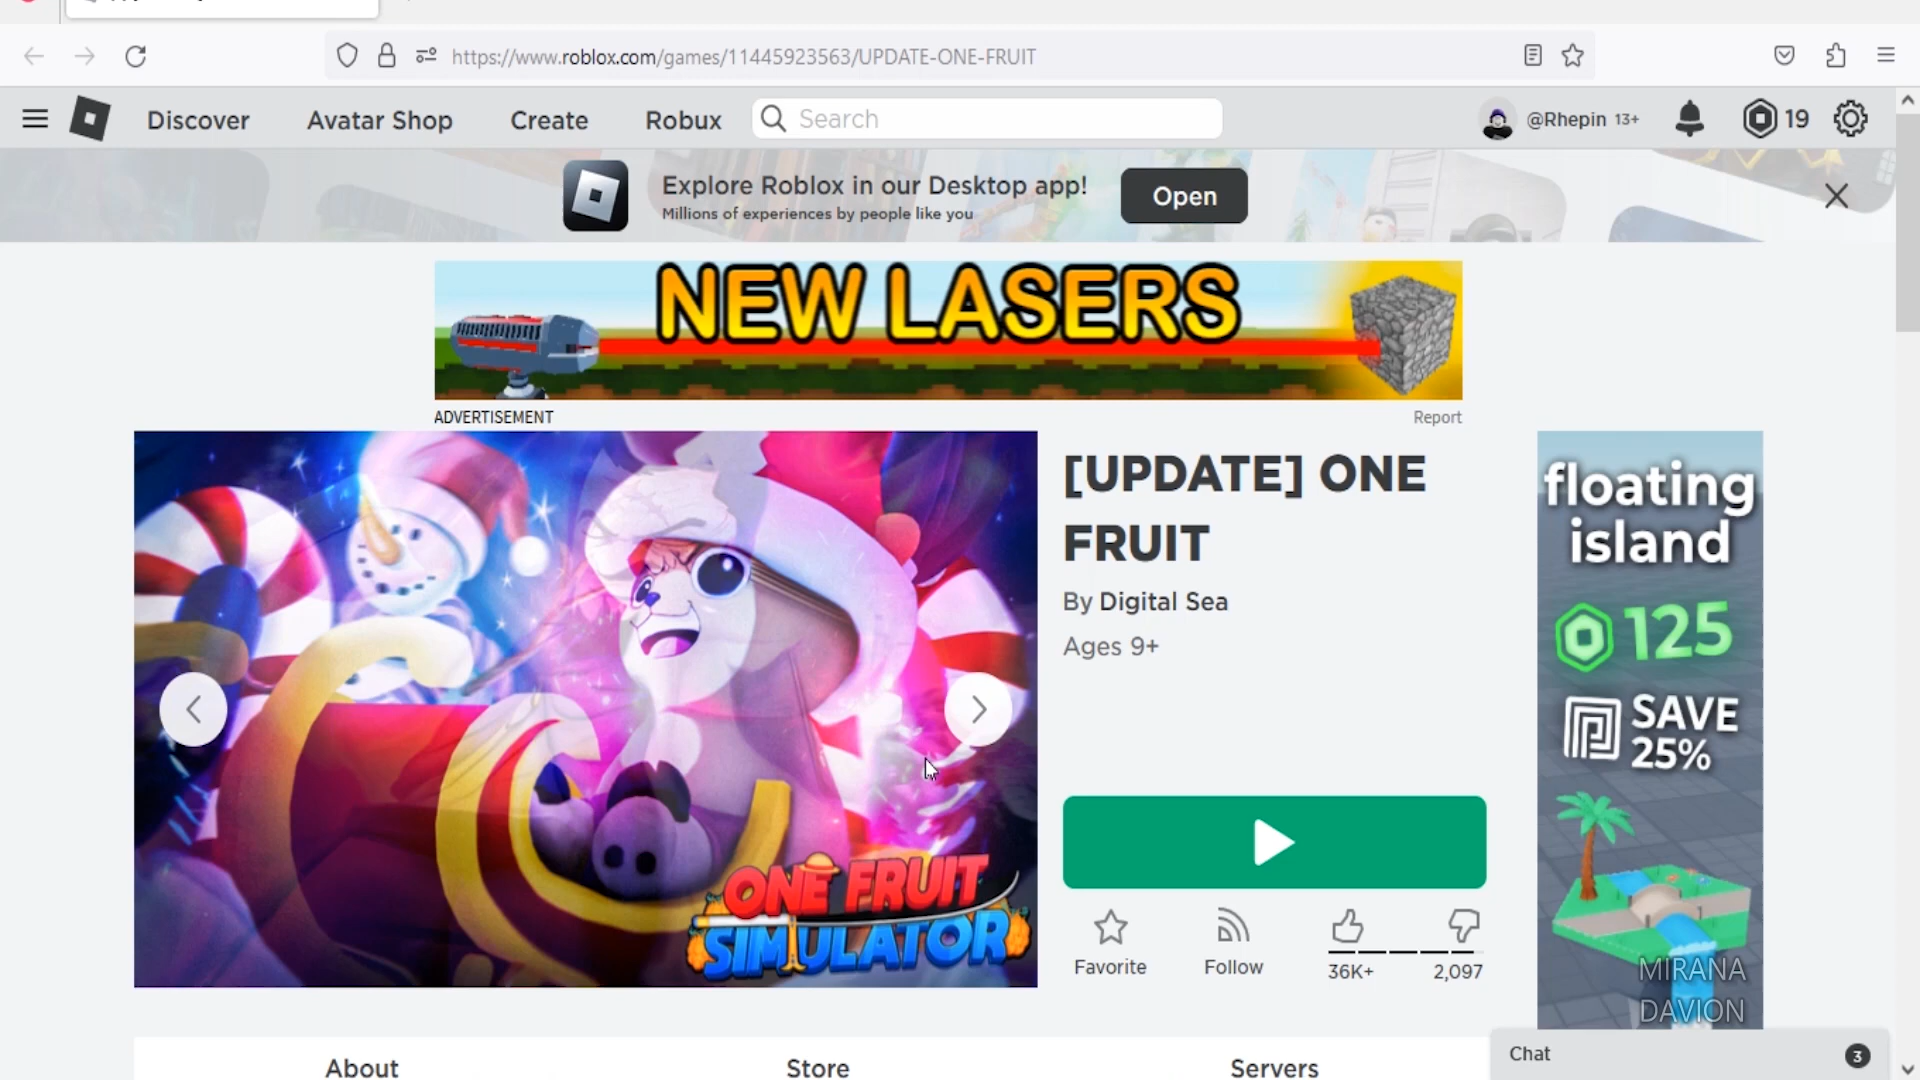 https://www.roblox.com/games/11445923563/UPDATE-ONE-FRUIT
Discover
Avatar Shop
Create
Robux
Search
@Rhepin 13+
19
Explore Roblox in our Desktop app!
Millions of experiences by people like you
Open
NEW LASERS
ADVERTISEMENT
Report
[UPDATE] ONE
FRUIT
By Digital Sea
Ages 9+
ONE FRUIT
SIMULATOR
Favorite
Follow
36K+
2,097
floating
island
125
SAVE
25%
MIRANA
DAVION
About
Store
Servers
Chat
3